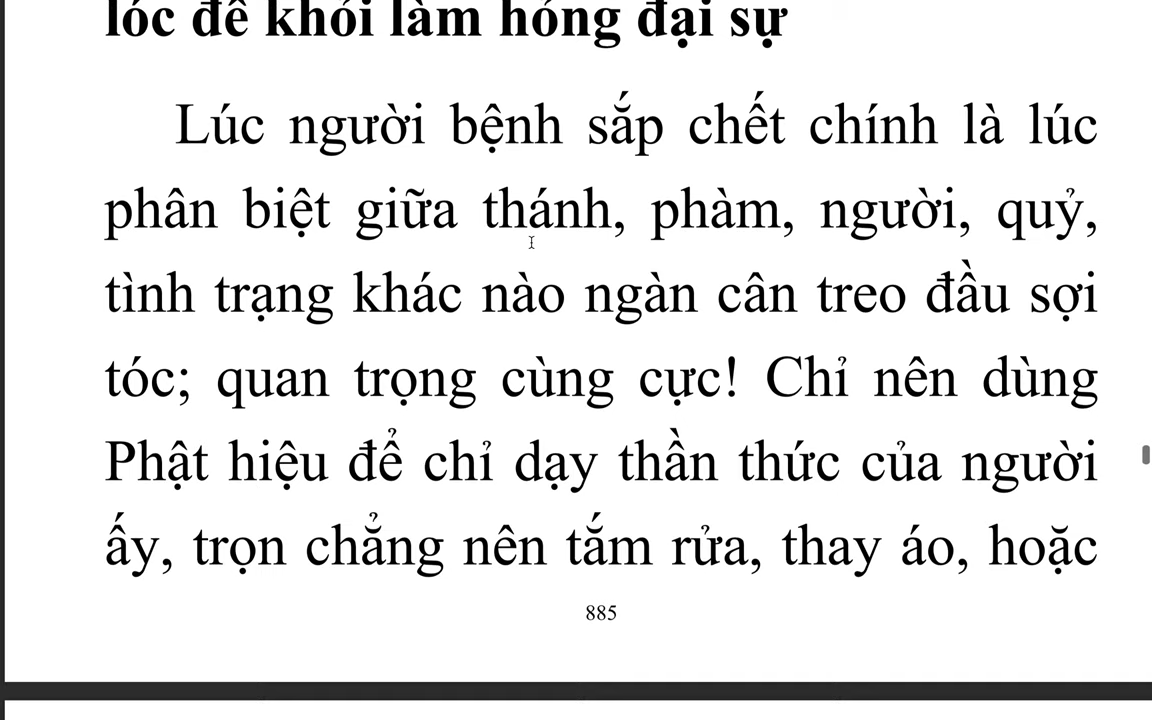 lóc để khỏi làm hỏng đại sự
Lúc người bệnh sắp chết chính là lúc
phân biệt giữa thánh, phàm, người, quỷ,
tình trạng khác nào ngàn cân treo đầu sợi
tóc; quan trọng cùng cực! Chỉ nên dùng
Phật hiệu để chỉ dạy thần thức của người
ấy, trọn chẳng nên tắm rửa, thay áo, hoặc
885